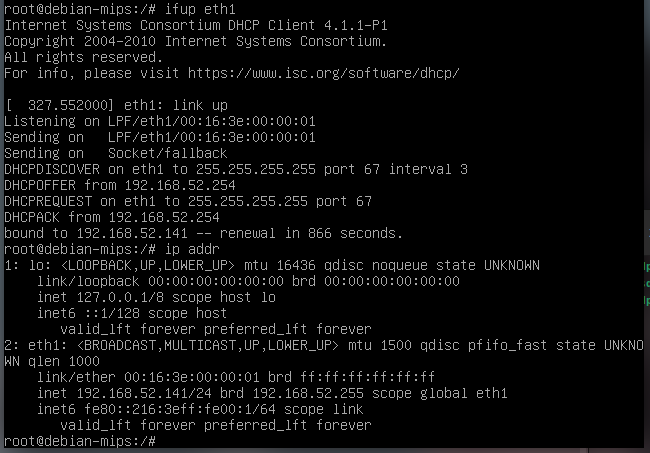 root@debian-mips:/# ifup eth1
Internet Systems Consortium DHCP Client 4.1.1-P1
Copyright 2004-2010 Internet Systems Consortium.
All rights reserved.
For info, please visit https://www.isc.org/software/dhcp/
[  327.552000] eth1: link up
Listening on LPF/eth1/00:16:3e:00:00:01
Sending on   LPF/eth1/00:16:3e:00:00:01
Sending on   Socket/fallback
DHCPDISCOVER on eth1 to 255.255.255.255 port 67 interval 3
DHCPOFFER from 192.168.52.254
DHCPREQUEST on eth1 to 255.255.255.255 port 67
DHCPACK from 192.168.52.254
bound to 192.168.52.141 -- renewal in 866 seconds.
root@debian-mips:/# ip addr
1: lo: <LOOPBACK,UP,LOWER_UP> mtu 16436 qdisc noqueue state UNKNOWN
    link/loopback 00:00:00:00:00:00 brd 00:00:00:00:00:00
    inet 127.0.0.1/8 scope host lo
    inet6 ::1/128 scope host
       valid_lft forever preferred_lft forever
2: eth1: <BROADCAST,MULTICAST,UP,LOWER_UP> mtu 1500 qdisc pfifo_fast state UNKNO
WN qlen 1000
    link/ether 00:16:3e:00:00:01 brd ff:ff:ff:ff:ff:ff
    inet 192.168.52.141/24 brd 192.168.52.255 scope global eth1
    inet6 fe80::216:3eff:fe00:1/64 scope link
       valid_lft forever preferred_lft forever
root@debian-mips:/#